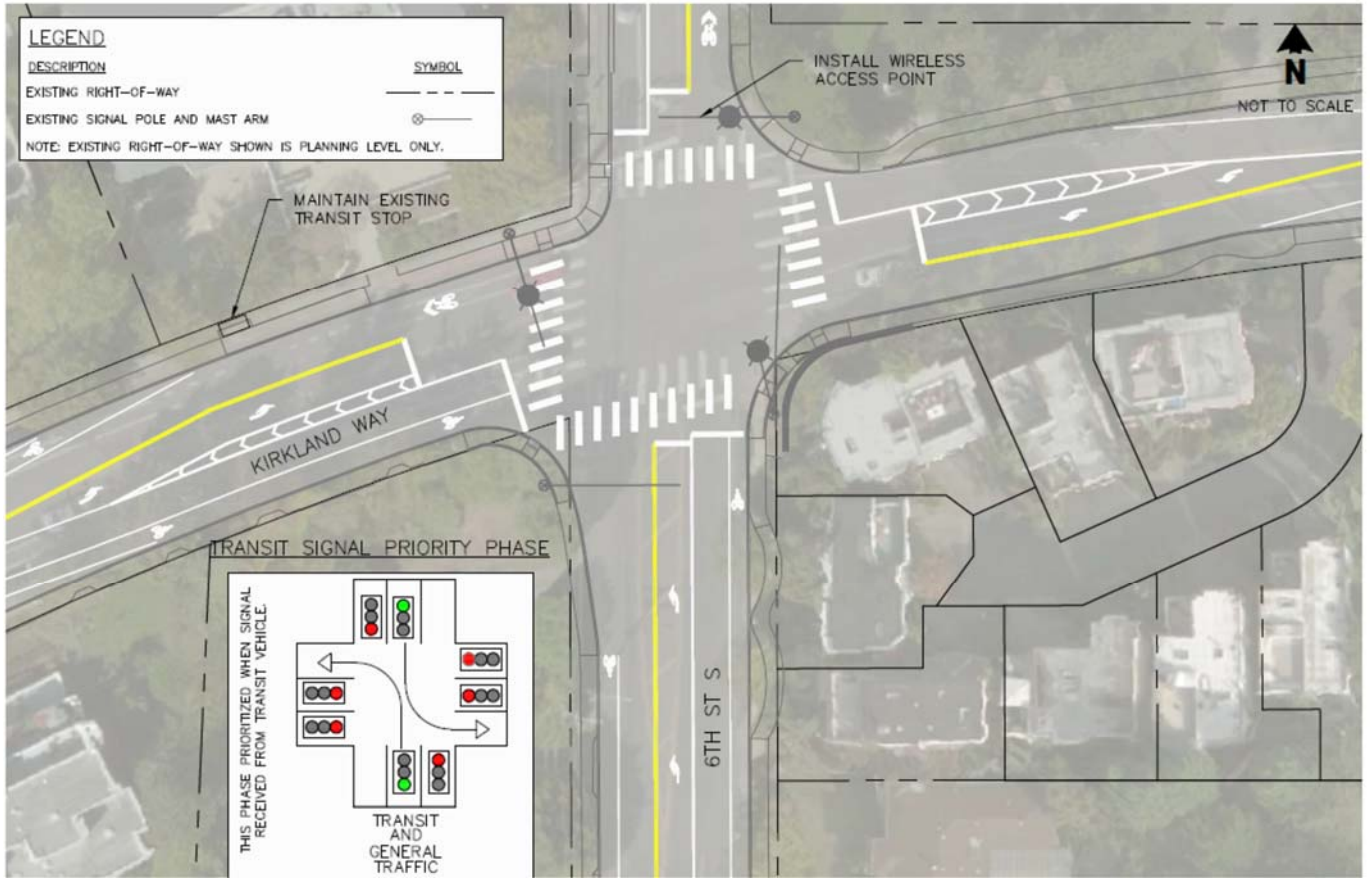 LEGEND
DESCRIPTION SYMBOL
EXISTING RIGHT-OF-WAY
EXISTING SIGNAL POLE AND MAST ARM
NOTE: EXISTING RIGHT-OF-WAY SHOWN IS PLANNING LEVEL ONLY.
INSTALL WIRELESS
ACCESS POINT
N
NOT TO SCALE
MAINTAIN EXISTING
TRANSIT STOP
KIRKLAND WAY
6TH ST S
TRANSIT SIGNAL PRIORITY PHASE
THIS PHASE PRIORITIZED WHEN SIGNAL
RECEIVED FROM TRANSIT VEHICLE.
TRANSIT
AND
GENERAL
TRAFFIC